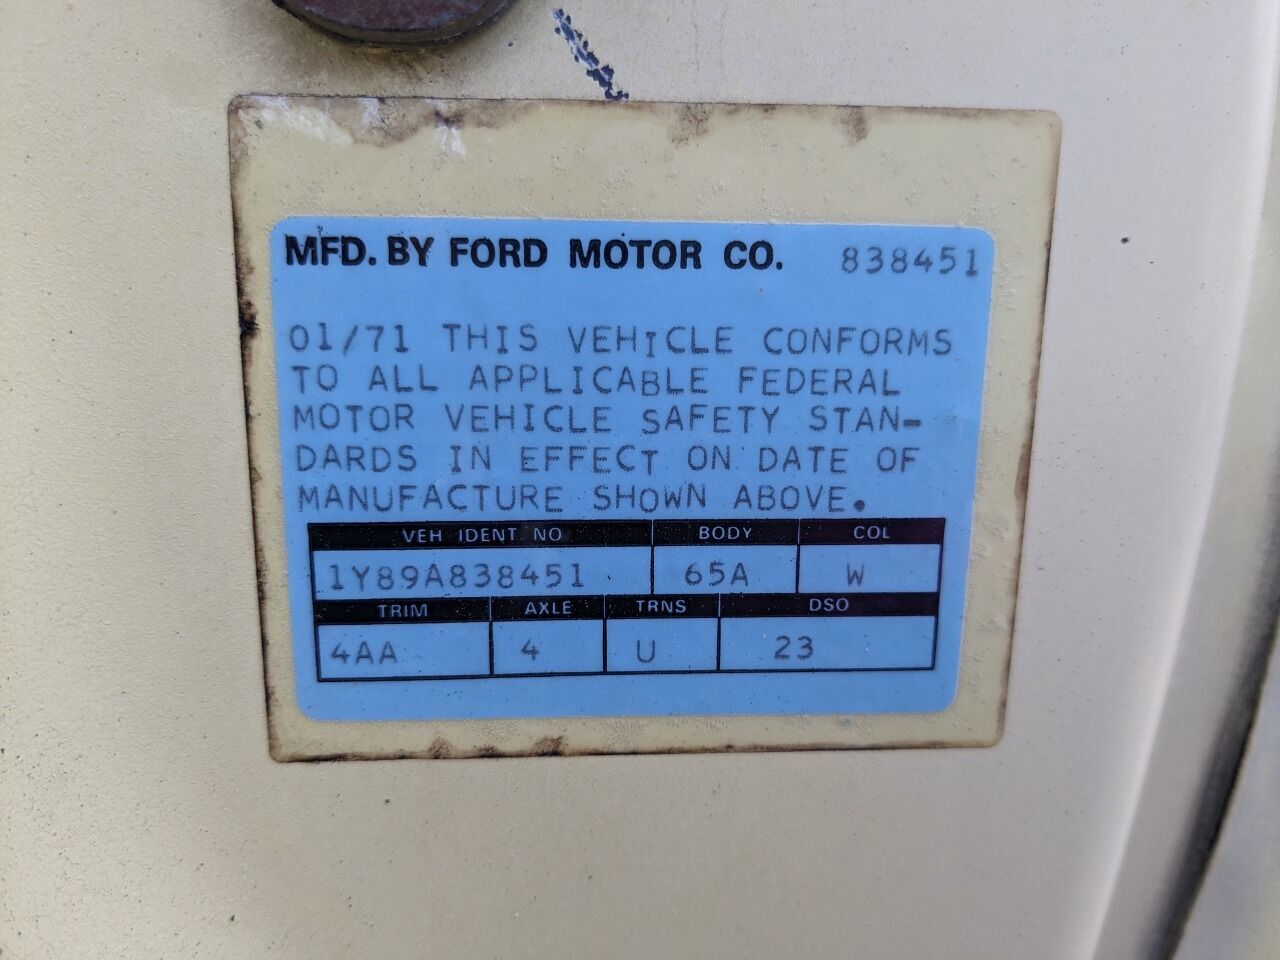 MFD. BY FORD MOTOR CO. 838451
01/71 THIS VEHICLE CONFORMS
TO ALL APPLICABLE FEDERAL
MOTOR VEHICLE SAFETY STAN-
DARDS IN EFFECT ON DATE OF
MANUFACTURE SHOWN ABOVE.
VEH IDENT NO BODY COL
1Y89A838451 65A W
TRIM AXLE TRNS DSO
4AA 4 U 23